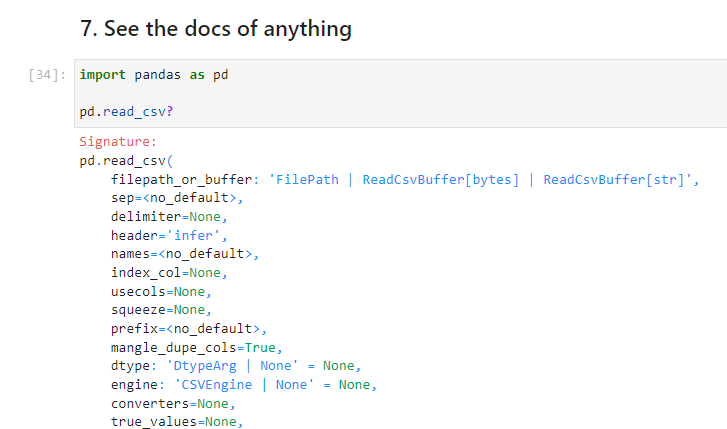 7. See the docs of anything
[34]: import pandas as pd
pd.read_csv?
Signature:
pd.read_csv(
    filepath_or_buffer: 'FilePath | ReadCsvBuffer[bytes] | ReadCsvBuffer[str]',
    sep=<no_default>,
    delimiter=None,
    header='infer',
    names=<no_default>,
    index_col=None,
    usecols=None,
    squeeze=None,
    prefix=<no_default>,
    mangle_dupe_cols=True,
    dtype: 'DtypeArg | None' = None,
    engine: 'CSVEngine | None' = None,
    converters=None,
    true_values=None,